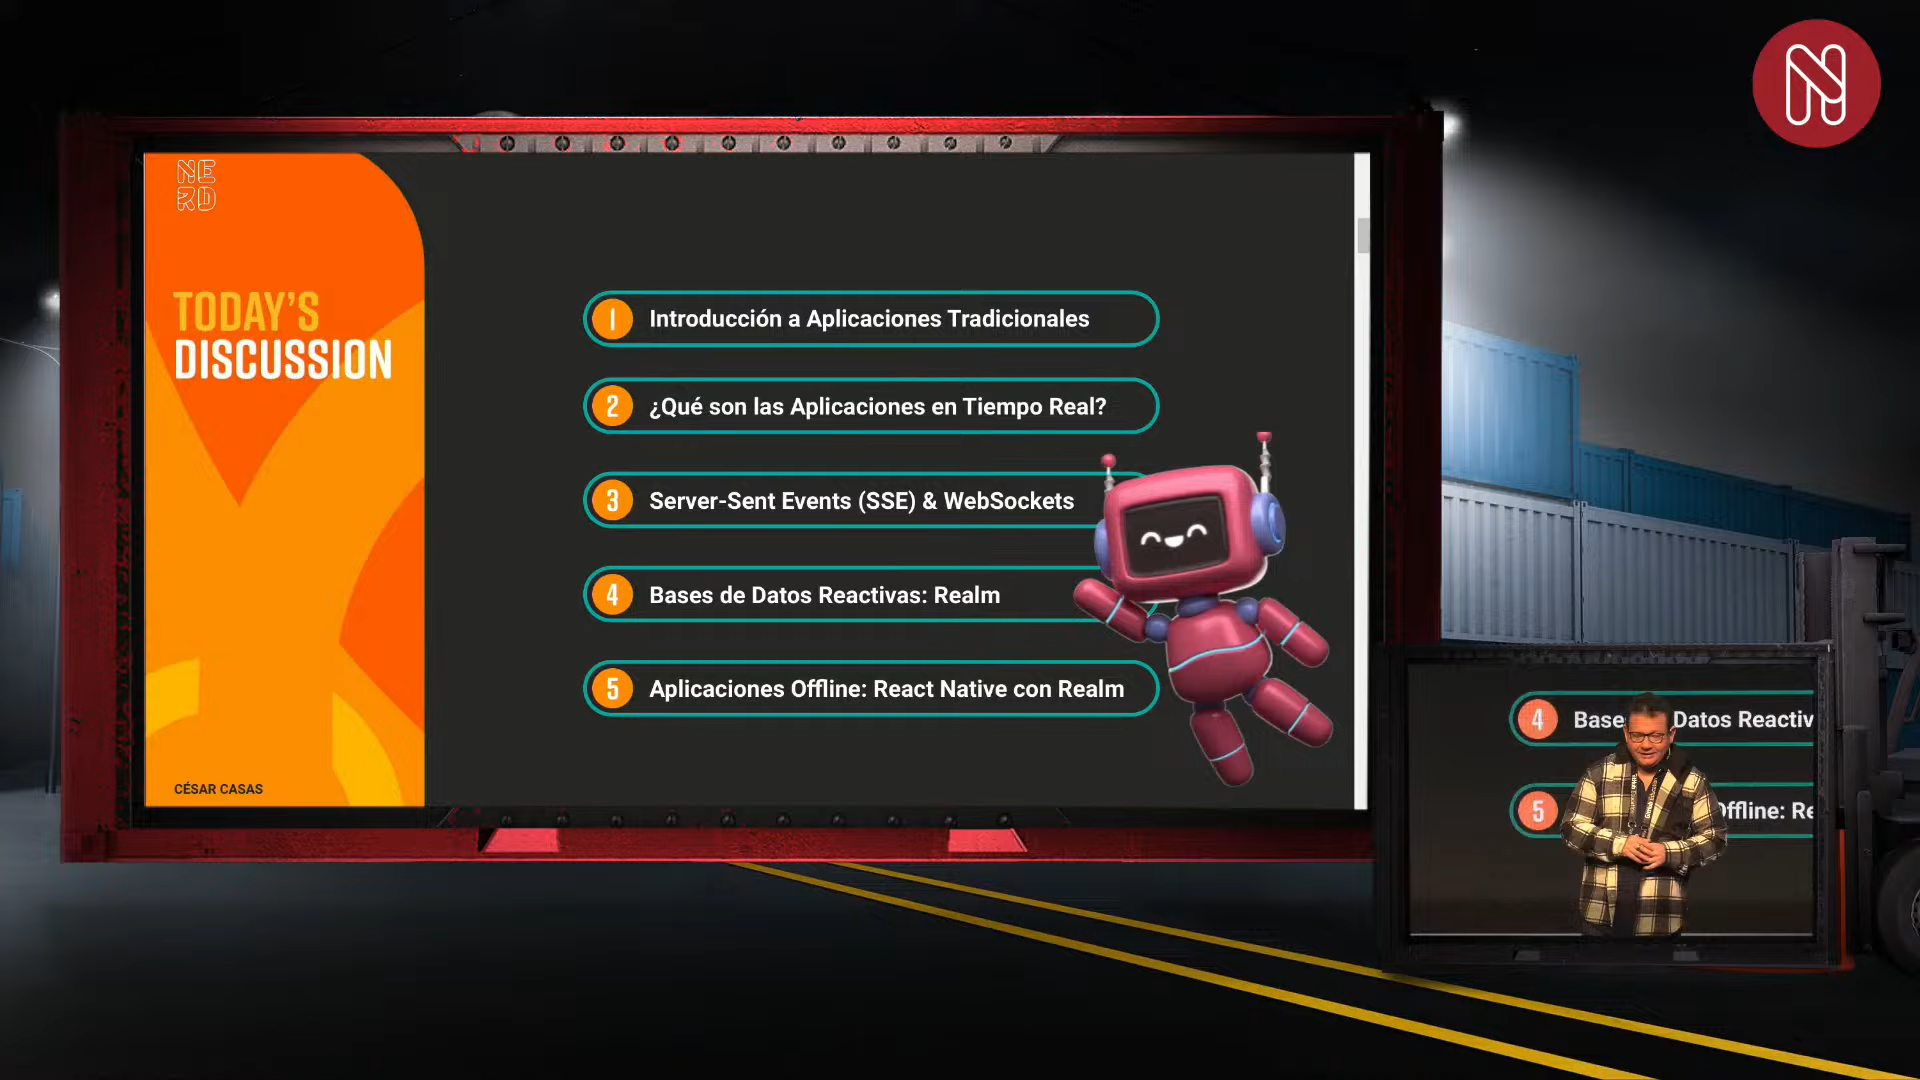 NE
RD
TODAY'S
DISCUSSION
1 Introducción a Aplicaciones Tradicionales
2 ¿Qué son las Aplicaciones en Tiempo Real?
3 Server-Sent Events (SSE) & WebSockets
4 Bases de Datos Reactivas: Realm
5 Aplicaciones Offline: React Native con Realm
CÉSAR CASAS
N
4 Base Datos Reactiv
5 Offline: Re